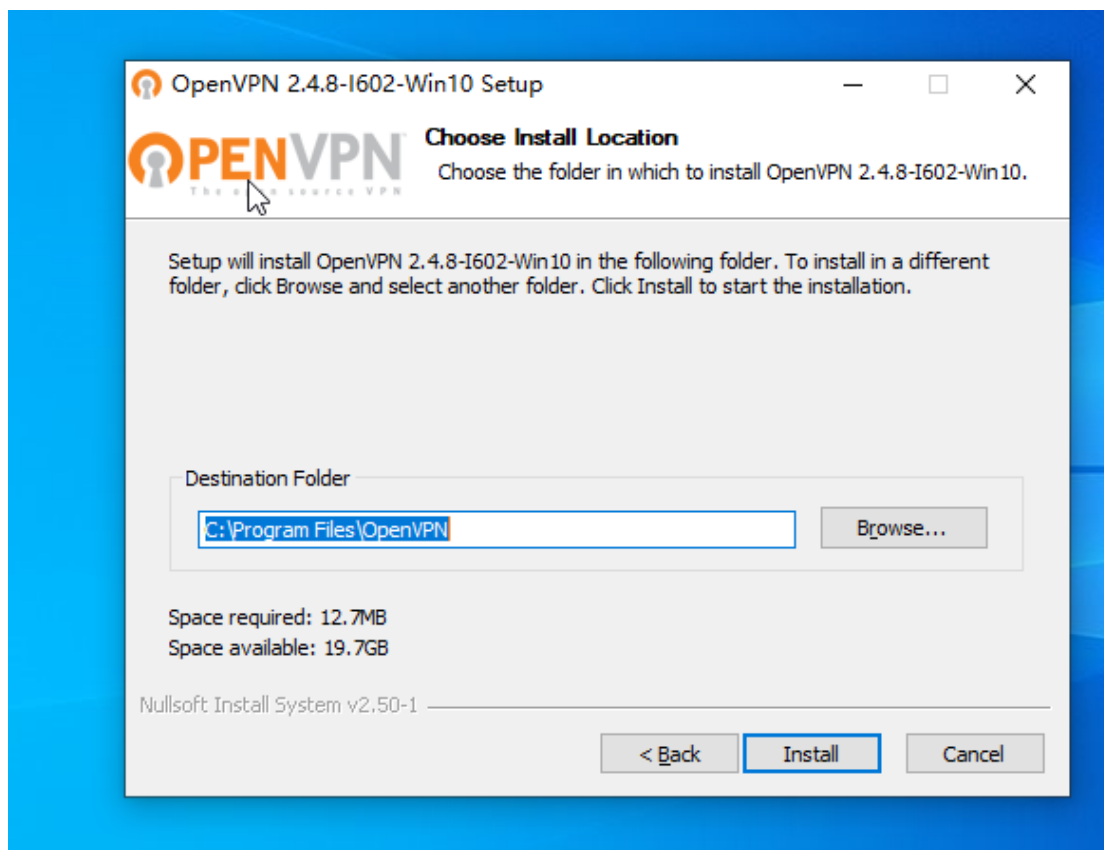 OpenVPN 2.4.8-I602-Win10 Setup
OPENVPN
The open source VPN
Choose Install Location
Choose the folder in which to install OpenVPN 2.4.8-I602-Win10.
Setup will install OpenVPN 2.4.8-I602-Win10 in the following folder. To install in a different
folder, click Browse and select another folder. Click Install to start the installation.
Destination Folder
C:\Program Files\OpenVPN
Browse...
Space required: 12.7MB
Space available: 19.7GB
Nullsoft Install System v2.50-1
< Back
Install
Cancel